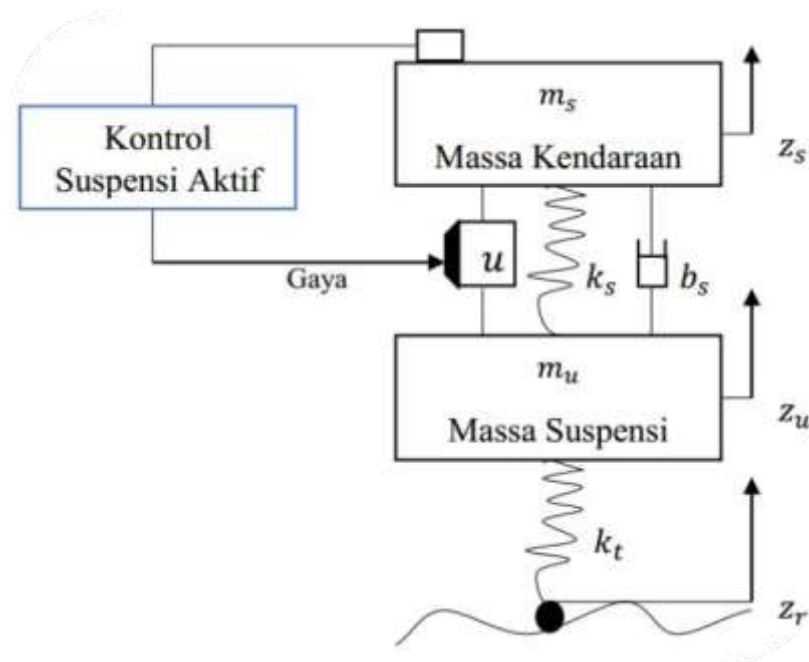 m_s
Massa Kendaraan
z_s
Kontrol
Suspensi Aktif
Gaya
u
k_s
b_s
m_u
Massa Suspensi
z_u
k_t
z_r